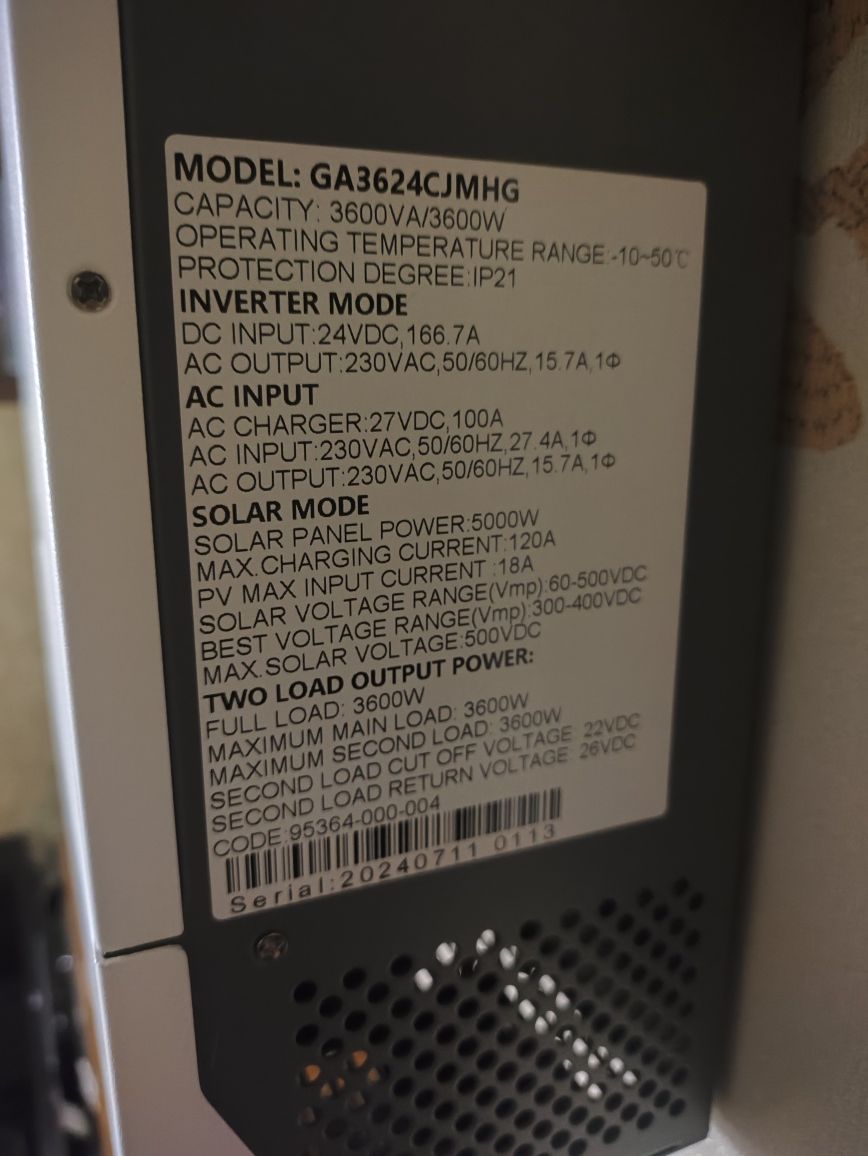 MODEL: GA3624CJMHG
CAPACITY: 3600VA/3600W
OPERATING TEMPERATURE RANGE:-10~50℃
PROTECTION DEGREE:IP21
INVERTER MODE
DC INPUT:24VDC,166.7A
AC OUTPUT:230VAC,50/60HZ,15.7A,1Φ
AC INPUT
AC CHARGER:27VDC,100A
AC INPUT:230VAC,50/60HZ,27.4A,1Φ
AC OUTPUT:230VAC,50/60HZ,15.7A,1Φ
SOLAR MODE
SOLAR PANEL POWER:5000W
MAX.CHARGING CURRENT:120A
PV MAX INPUT CURRENT :18A
SOLAR VOLTAGE RANGE(Vmp):60-500VDC
BEST VOLTAGE RANGE(Vmp):300-400VDC
MAX.SOLAR VOLTAGE:500VDC
TWO LOAD OUTPUT POWER:
FULL LOAD: 3600W
MAXIMUM MAIN LOAD: 3600W
MAXIMUM SECOND LOAD: 3600W
SECOND LOAD CUT OFF VOLTAGE: 22VDC
SECOND LOAD RETURN VOLTAGE: 26VDC
CODE:95364-000-004
Serial:20240711 0113